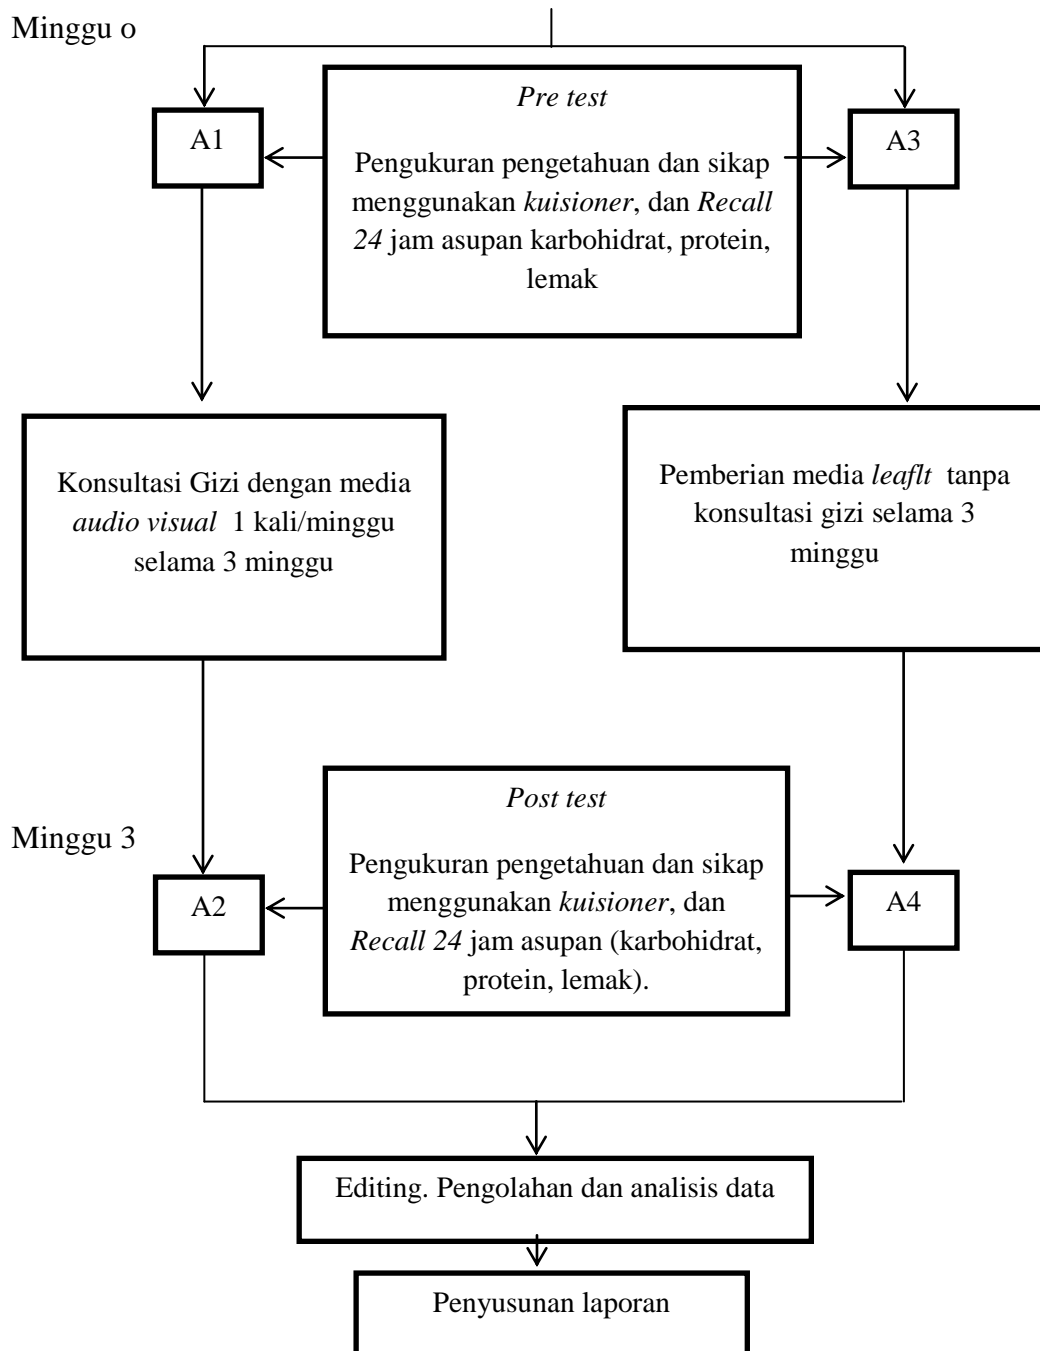 Minggu o
Pre test
A1
A3
Pengukuran pengetahuan dan sikap
menggunakan kuisioner, dan Recall
24 jam asupan karbohidrat, protein,
lemak
Konsultasi Gizi dengan media
audio visual 1 kali/minggu
selama 3 minggu
Pemberian media leaflt tanpa
konsultasi gizi selama 3
minggu
Minggu 3
Post test
Pengukuran pengetahuan dan sikap
menggunakan kuisioner, dan
Recall 24 jam asupan (karbohidrat,
protein, lemak).
A2
A4
Editing. Pengolahan dan analisis data
Penyusunan laporan